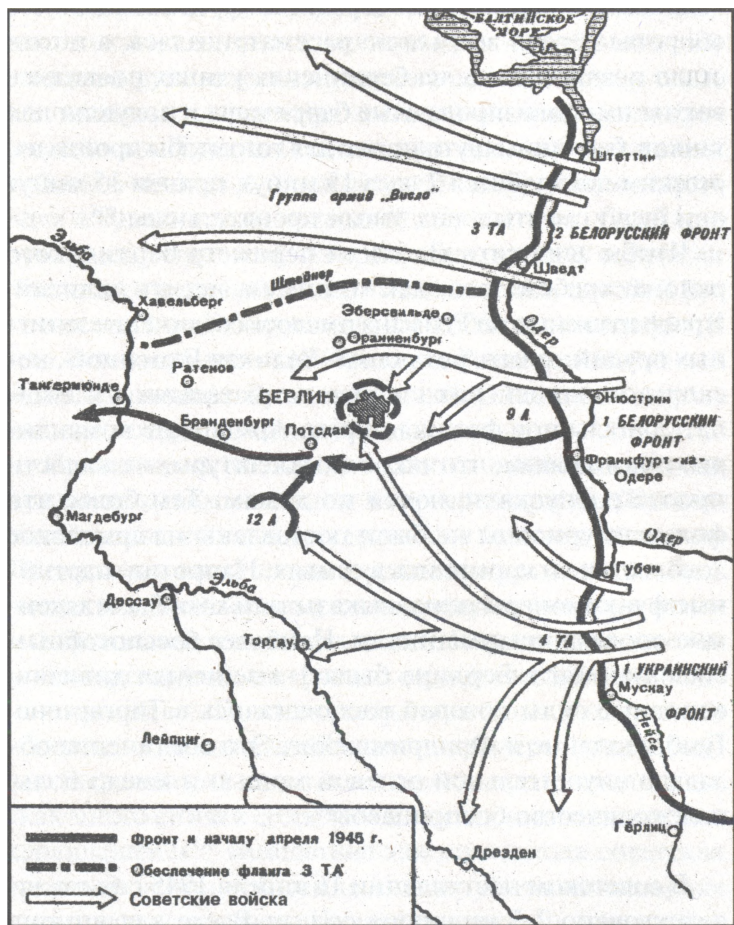 БАЛТИЙСКОЕ
МОРЕ
Штеттин
Группа армий „Висла"
3 ТА
2 БЕЛОРУССКИЙ ФРОНТ
Эльба
Шведт
Штейнер
Хавельберг
Эберсвальде
Одер
Ораниенбург
Ратенов
Тангермюнде
БЕРЛИН
Кюстрин
9 А
1 БЕЛОРУССКИЙ
ФРОНТ
Бранденбург
Потсдам
Франкфурт-на-
Одере
12 А
Магдебург
Одер
Губен
Эльба
Дессау
Торгау
ТА
1. УКРАИНСКИЙ
ФРОНТ
Мускау
Нейсе
Лейпциг
Гёрлиц
Фронт к началу
1945 г.
Обеспечение фланга 3 ТА
Дрезден
Советские войска